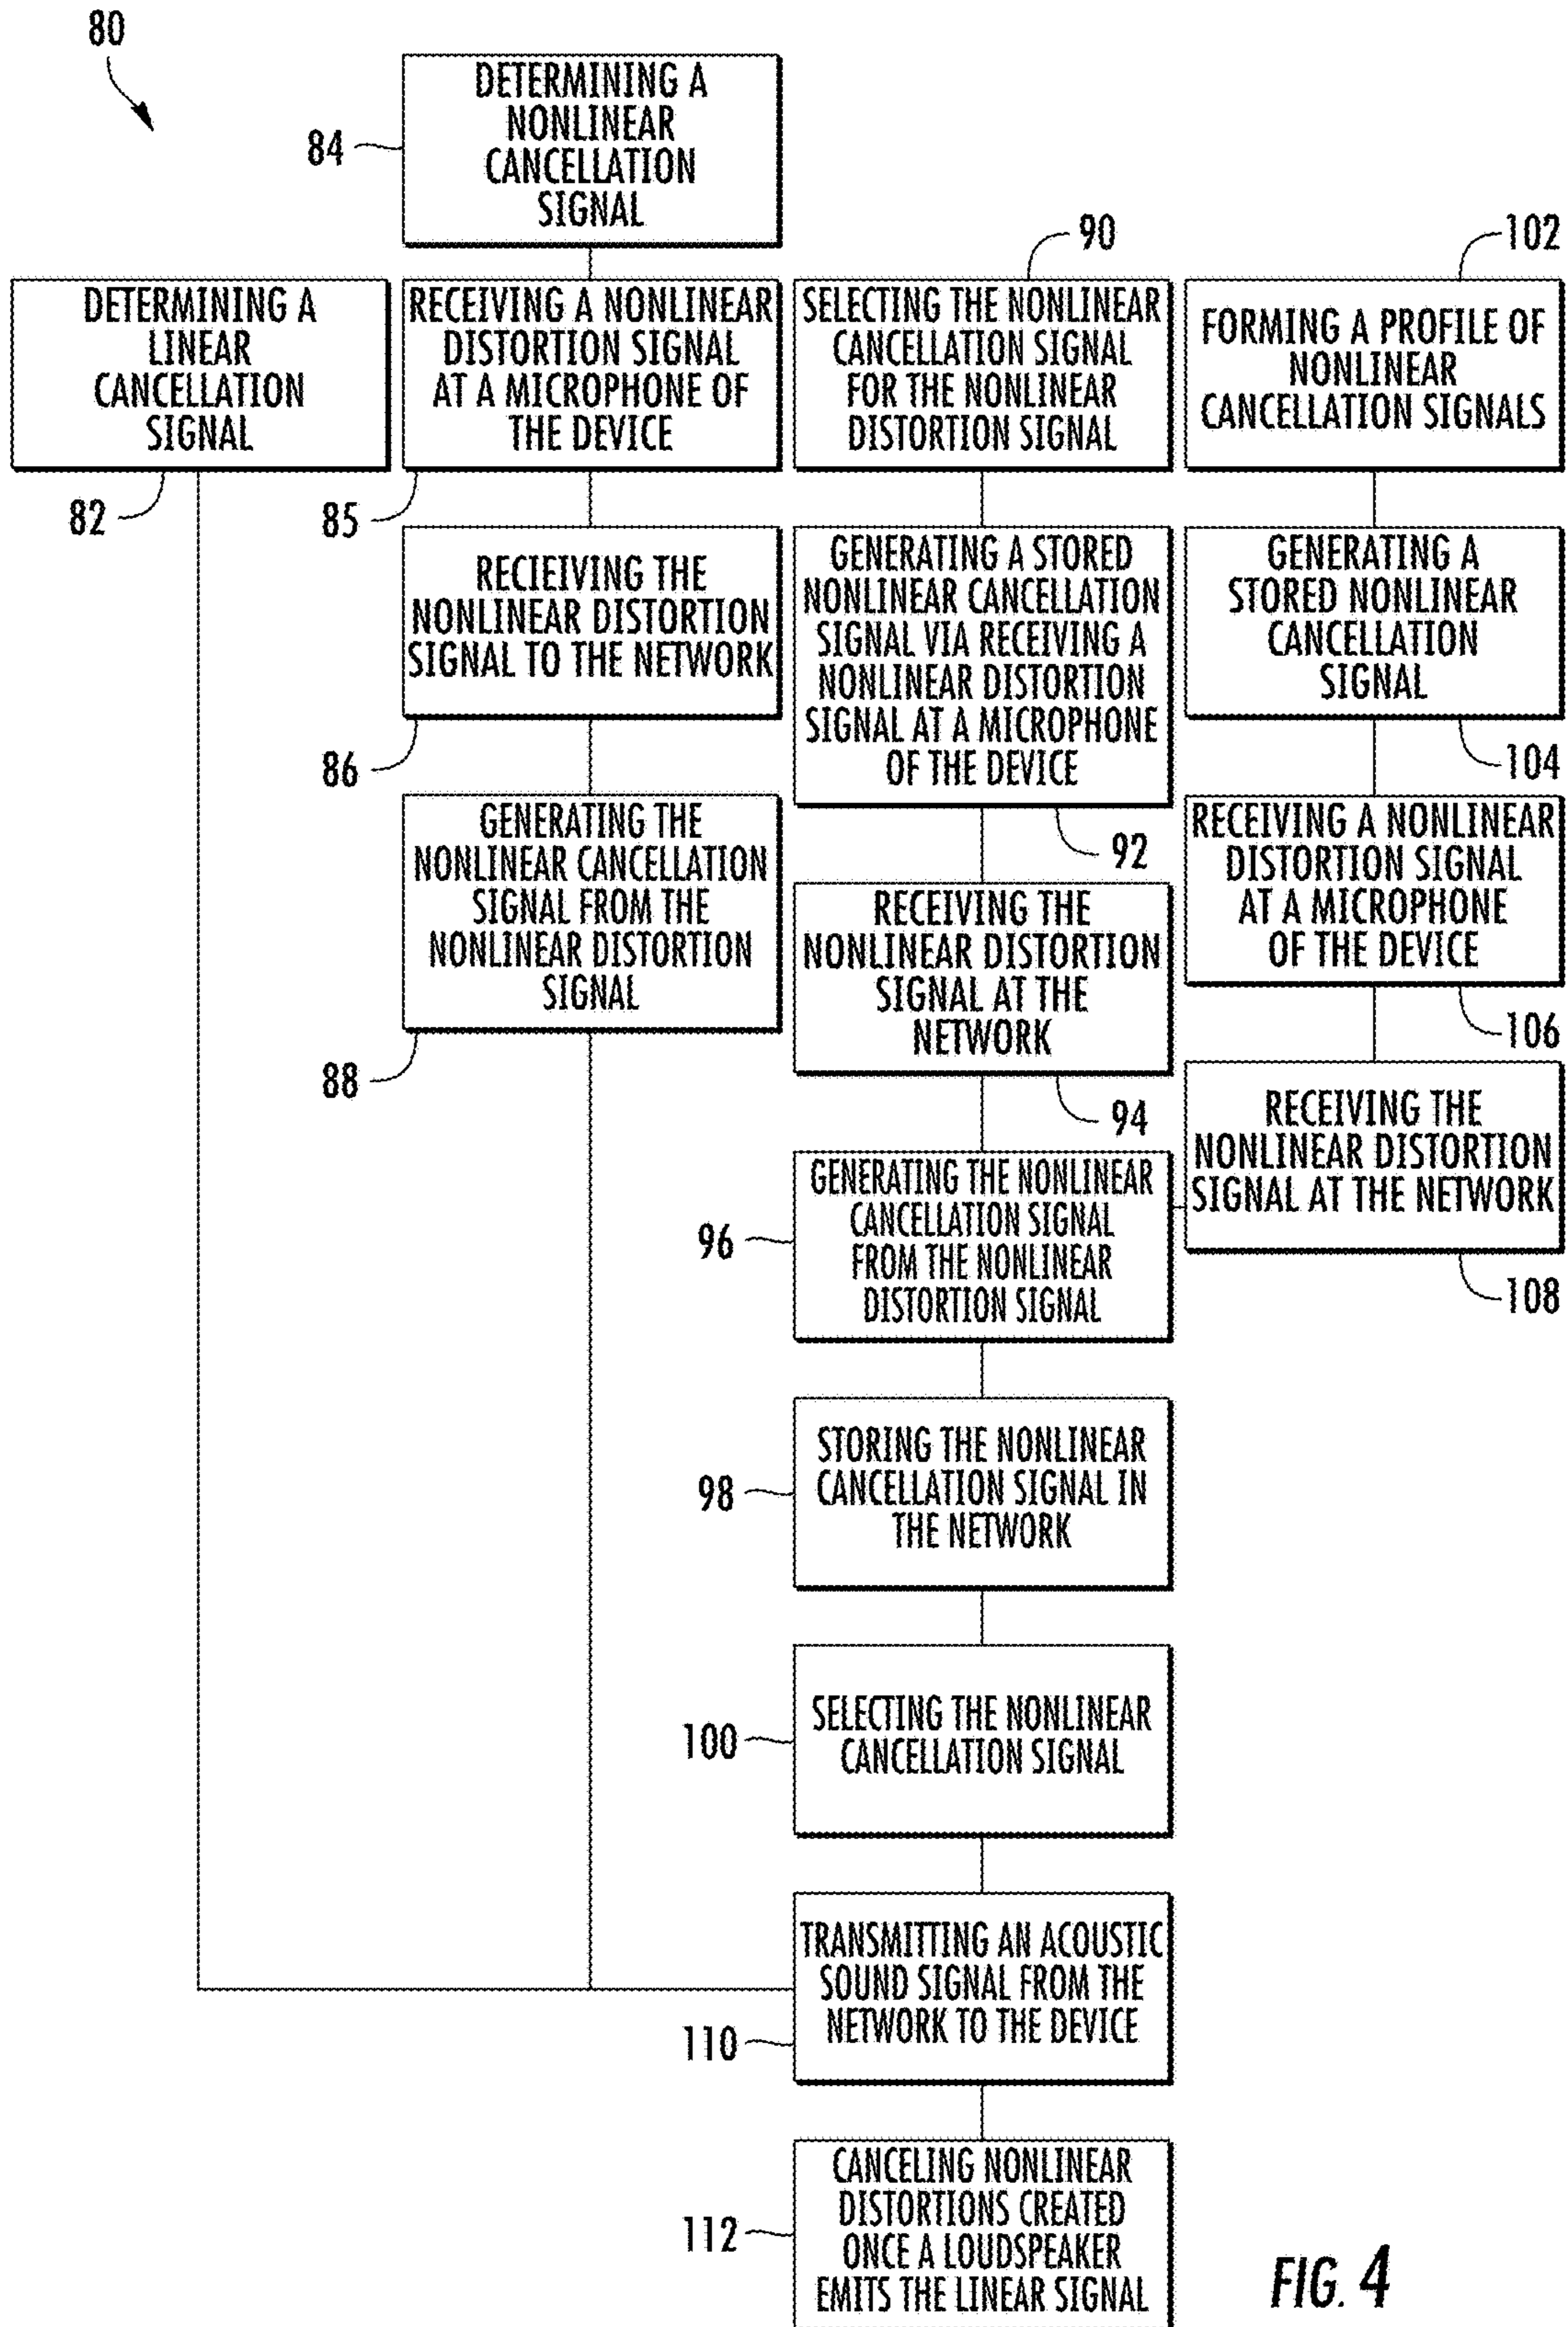 80
DETERMINING A
NONLINEAR
CANCELLATION
SIGNAL
84
90
102
DETERMINING A
LINEAR
CANCELLATION
SIGNAL
82
RECEIVING A NONLINEAR
DISTORTION SIGNAL
AT A MICROPHONE OF
THE DEVICE
85
SELECTING THE NONLINEAR
CANCELLATION SIGNAL
FOR THE NONLINEAR
DISTORTION SIGNAL
FORMING A PROFILE OF
NONLINEAR
CANCELLATION SIGNALS
RECIEIVING THE
NONLINEAR DISTORTION
SIGNAL TO THE NETWORK
86
GENERATING A STORED
NONLINEAR CANCELLATION
SIGNAL VIA RECEIVING A
NONLINEAR DISTORTION
SIGNAL AT A MICROPHONE
OF THE DEVICE
92
GENERATING A
STORED NONLINEAR
CANCELLATION
SIGNAL
104
GENERATING THE
NONLINEAR CANCELLATION
SIGNAL FROM THE
NONLINEAR DISTORTION
SIGNAL
88
RECEIVING THE
NONLINEAR DISTORTION
SIGNAL AT THE
NETWORK
94
RECEIVING A NONLINEAR
DISTORTION SIGNAL
AT A MICROPHONE
OF THE DEVICE
106
GENERATING THE NONLINEAR
CANCELLATION SIGNAL
FROM THE NONLINEAR
DISTORTION SIGNAL
96
RECEIVING THE
NONLINEAR DISTORTION
SIGNAL AT THE NETWORK
108
STORING THE NONLINEAR
CANCELLATION SIGNAL IN
THE NETWORK
98
SELECTING THE NONLINEAR
CANCELLATION SIGNAL
100
TRANSMITTING AN ACOUSTIC
SOUND SIGNAL FROM THE
NETWORK TO THE DEVICE
110
CANCELING NONLINEAR
DISTORTIONS CREATED
ONCE A LOUDSPEAKER
EMITS THE LINEAR SIGNAL
112
FIG. 4